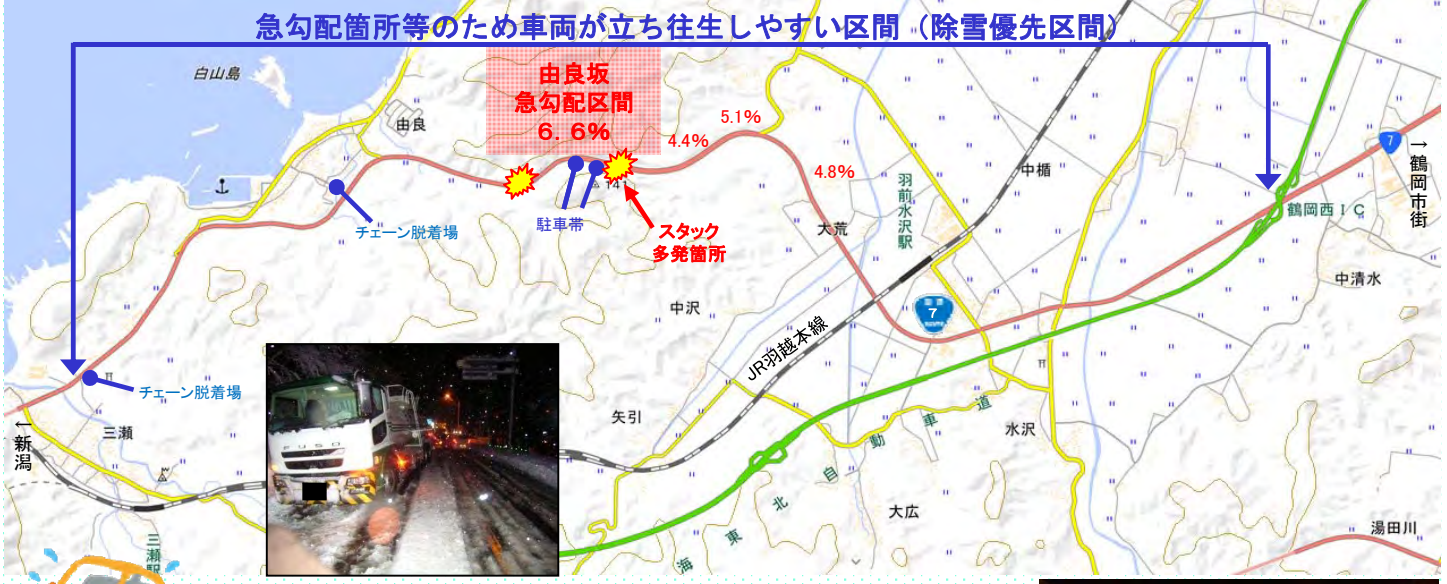 急勾配箇所等のため車両が立ち往生しやすい区間（除雪優先区間）
白山島
由良坂
急勾配区間
6.6%
由良
4.4%
5.1%
4.8%
141
駐車帯
スタック
多発箇所
チェーン脱着場
羽前水沢駅
中楯
7
→鶴岡市街
鶴岡西IC
大荒
中清水
中沢
国道
7
JR羽越本線
チェーン脱着場
←新潟
三瀬
FUSO
矢引
水沢
日本海東北自動車道
大広
湯田川
三瀬駅